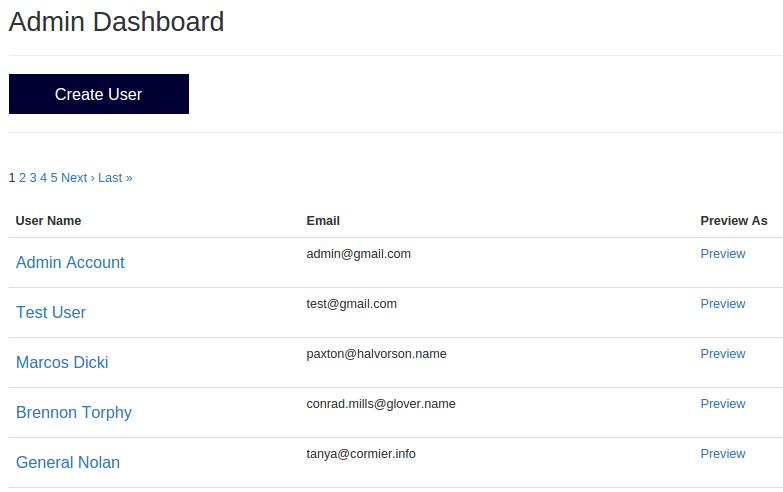 Admin Dashboard
Create User
1 2 3 4 5 Next › Last »
User Name Email Preview As
Admin Account admin@gmail.com Preview
Test User test@gmail.com Preview
Marcos Dicki paxton@halvorson.name Preview
Brennon Torphy conrad.mills@glover.name Preview
General Nolan tanya@cormier.info Preview